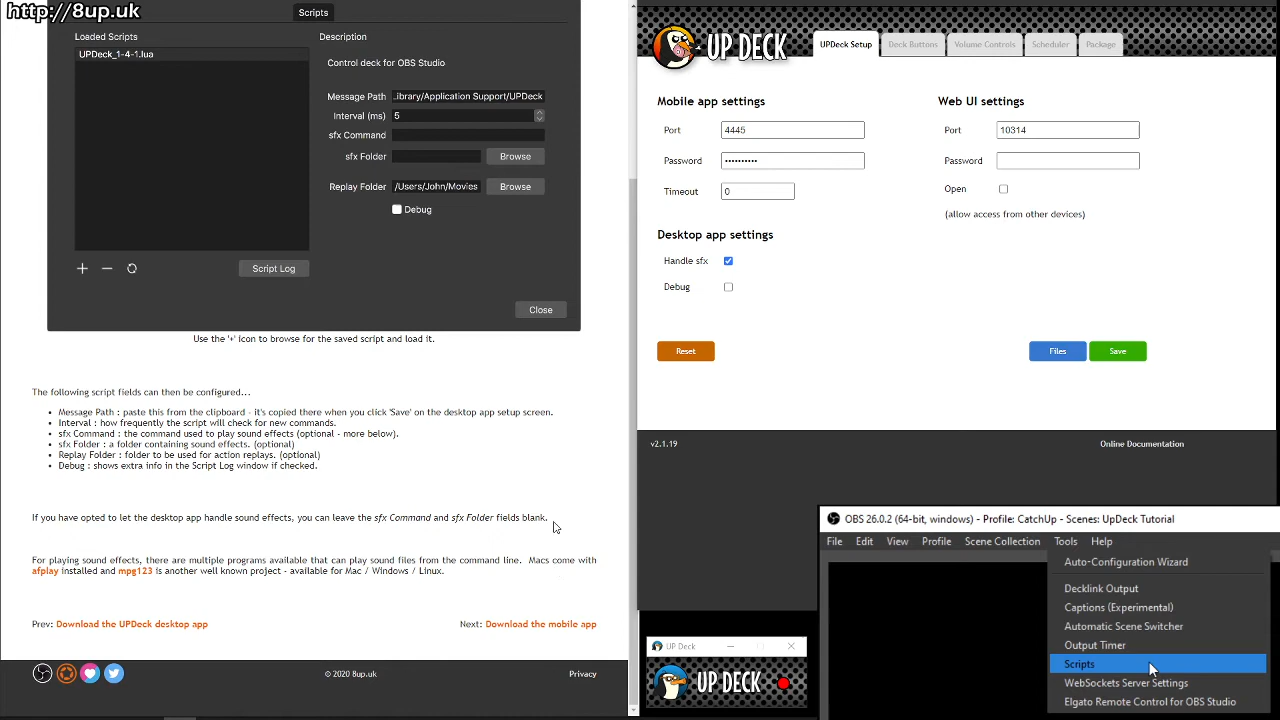 http://8up.uk
Scripts
Loaded Scripts
UPDeck_1-4-1.lua
Description
Control deck for OBS Studio
Message Path .ibrary/Application Support/UPDeck
Interval (ms) 5
sfx Command
sfx Folder Browse
Replay Folder /Users/John/Movies Browse
Debug
Script Log
Close
Use the '+' icon to browse for the saved script and load it.
The following script fields can then be configured...
• Message Path : paste this from the clipboard - it's copied there when you click 'Save' on the desktop app setup screen.
• Interval : how frequently the script will check for new commands.
• sfx Command : the command used to play sound effects (optional - more below).
• sfx Folder : a folder containing sound effects. (optional)
• Replay Folder : folder to be used for action replays. (optional)
• Debug : shows extra info in the Script Log window if checked.
If you have opted to let the desktop app handle sound effects, you can leave the sfx Command and sfx Folder fields blank.
For playing sound effects, there are multiple programs available that can play sound files from the command line. Macs come with
afplay installed and mpg123 is another well known project - available for Mac / Windows / Linux.
Prev: Download the UPDeck desktop app
Next: Download the mobile app
© 2020 8up.uk
Privacy
UP DECK
UPDeck Setup
Deck Buttons
Volume Controls
Scheduler
Package
Mobile app settings
Port 4445
Password ••••••••••
Timeout 0
Web UI settings
Port 10314
Password
Open
(allow access from other devices)
Desktop app settings
Handle sfx
Debug
Reset
Files
Save
v2.1.19
Online Documentation
UP Deck
UP DECK
OBS 26.0.2 (64-bit, windows) - Profile: CatchUp - Scenes: UpDeck Tutorial
File Edit View Profile Scene Collection Tools Help
Auto-Configuration Wizard
Decklink Output
Captions (Experimental)
Automatic Scene Switcher
Output Timer
Scripts
WebSockets Server Settings
Elgato Remote Control for OBS Studio